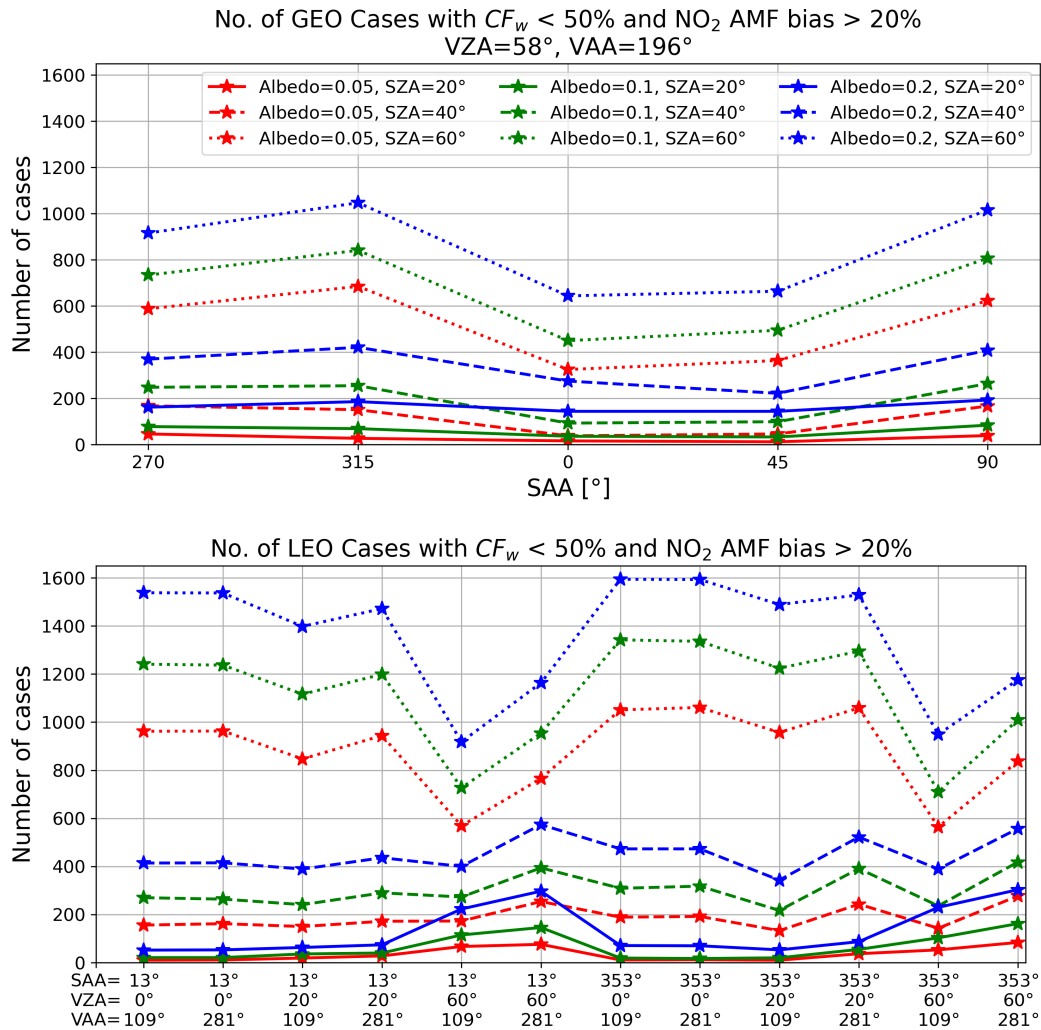 No. of GEO Cases with CF_w < 50% and NO₂ AMF bias > 20%
VZA=58°, VAA=196°
1600
1400
1200
1000
800
600
400
200
0
Number of cases
Albedo=0.05, SZA=20°
Albedo=0.05, SZA=40°
Albedo=0.05, SZA=60°
Albedo=0.1, SZA=20°
Albedo=0.1, SZA=40°
Albedo=0.1, SZA=60°
Albedo=0.2, SZA=20°
Albedo=0.2, SZA=40°
Albedo=0.2, SZA=60°
270 315 0 45 90
SAA [°]
No. of LEO Cases with CF_w < 50% and NO₂ AMF bias > 20%
1600
1400
1200
1000
800
600
400
200
0
Number of cases
SAA= 13° 13° 13° 13° 13° 13° 353° 353° 353° 353° 353° 353°
VZA= 0° 0° 20° 20° 60° 60° 0° 0° 20° 20° 60° 60°
VAA= 109° 281° 109° 281° 109° 281° 109° 281° 109° 281° 109° 281°